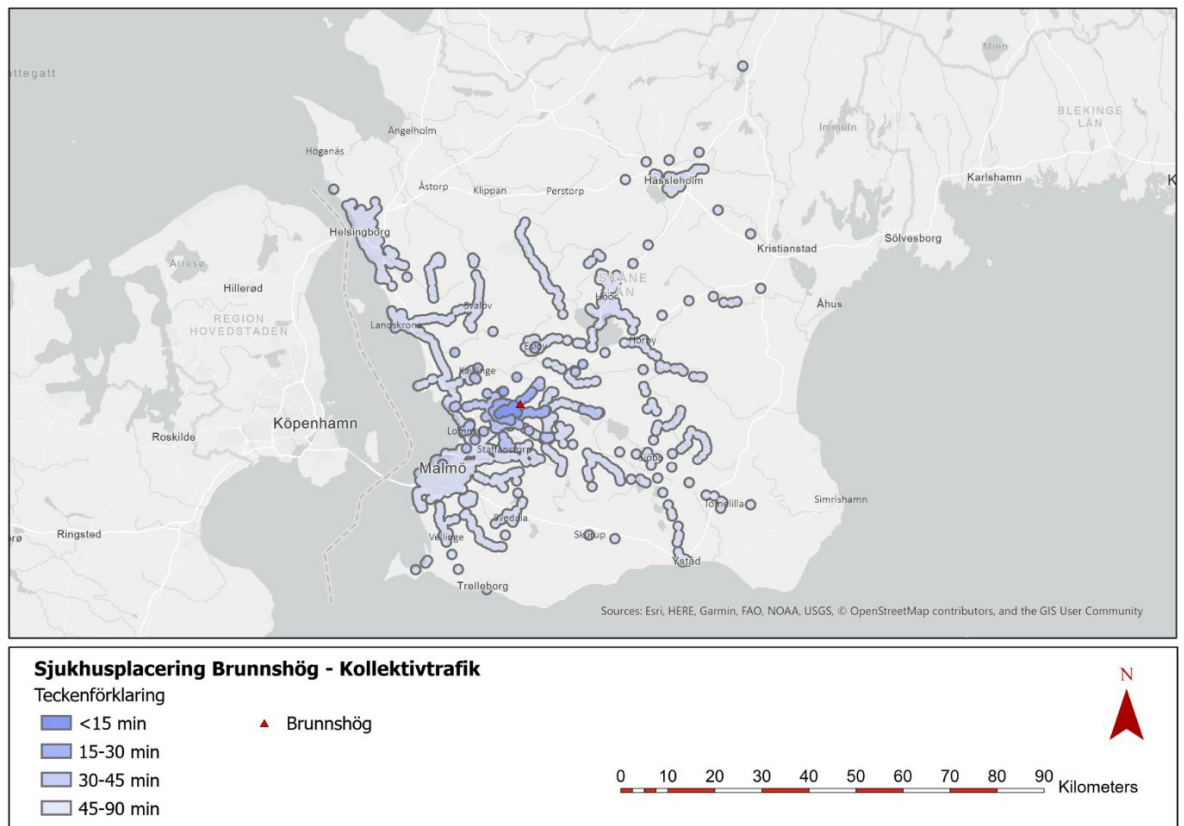 Mien
attegatt
BLEKINGE
LÄN
Ängelholm
Immeln
Höganäs
Hässleholm
Karlshamn
K
Åstorp
Klippan
Perstorp
Helsingborg
Sölvesborg
Kristianstad
Arresø
SKÅNE
LÄN
Hillerød
Höör
Åhus
Svalöv
REGION
HOVEDSTADEN
Landskrona
Hörby
Eslöv
Kävlinge
Köpenhamn
Lomma
Roskilde
Staffanstorp
Sjöbo
Malmö
Simrishamn
Tomelilla
Svedala
Ringsted
Skurup
Vellinge
Ystad
Trelleborg
Sources: Esri, HERE, Garmin, FAO, NOAA, USGS, © OpenStreetMap contributors, and the GIS User Community
Sjukhusplacering Brunnshög - Kollektivtrafik
Teckenförklaring
<15 min
Brunnshög
15-30 min
30-45 min
45-90 min
N
0 10 20 30 40 50 60 70 80 90
Kilometers